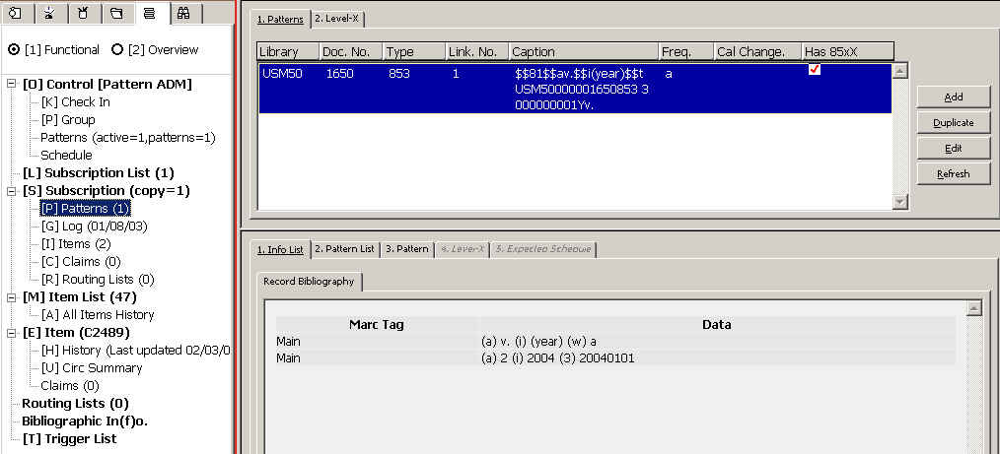 [1] Functional [2] Overview
[O] Control [Pattern ADM]
[K] Check In
[P] Group
Patterns (active=1,patterns=1)
Schedule
[L] Subscription List (1)
[S] Subscription (copy=1)
[P] Patterns (1)
[G] Log (01/08/03)
[I] Items (2)
[C] Claims (0)
[R] Routing Lists (0)
[M] Item List (47)
[A] All Items History
[E] Item (C2489)
[H] History (Last updated 02/03/0
[U] Circ Summary
Claims (0)
Routing Lists (0)
Bibliographic In(f)o.
[T] Trigger List
1. Patterns 2. Level-X
Library Doc. No. Type Link. No. Caption Freq. Cal Change. Has 85xX
USM50 1650 853 1 $$81$$av.$$i(year)$$t a
USM50000001650853 3
000000001Yv.
Add
Duplicate
Edit
Refresh
1. Info List 2. Pattern List 3. Pattern 4. Level-X 5. Expected Schedule
Record Bibliography
Marc Tag Data
Main (a) v. (i) (year) (w) a
Main (a) 2 (i) 2004 (3) 20040101